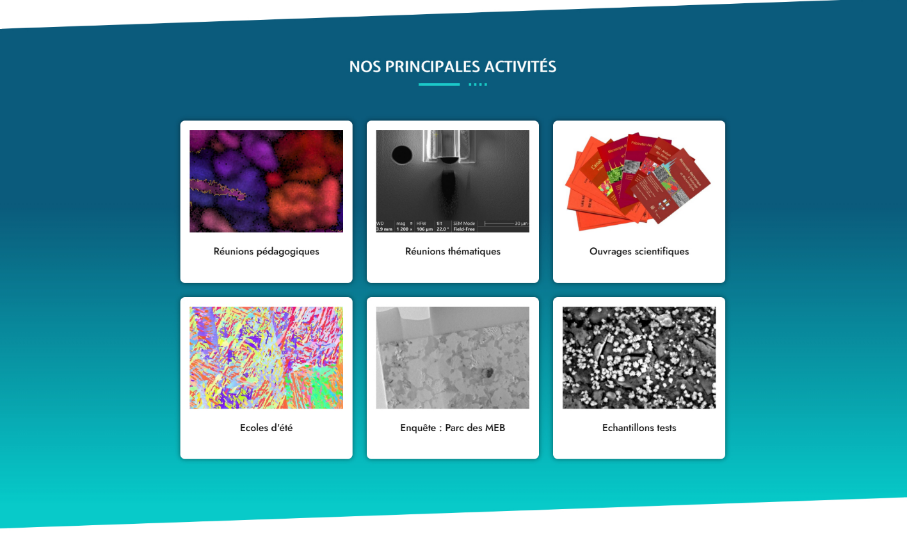 NOS PRINCIPALES ACTIVITÉS
WD mag HFW SEM Mode 20 µm
3.9 mm 1 200 x 106 µm 22.0 ° Field-Free
Réunions pédagogiques
Réunions thématiques
Ouvrages scientifiques
Ecoles d'été
Enquête : Parc des MEB
Echantillons tests